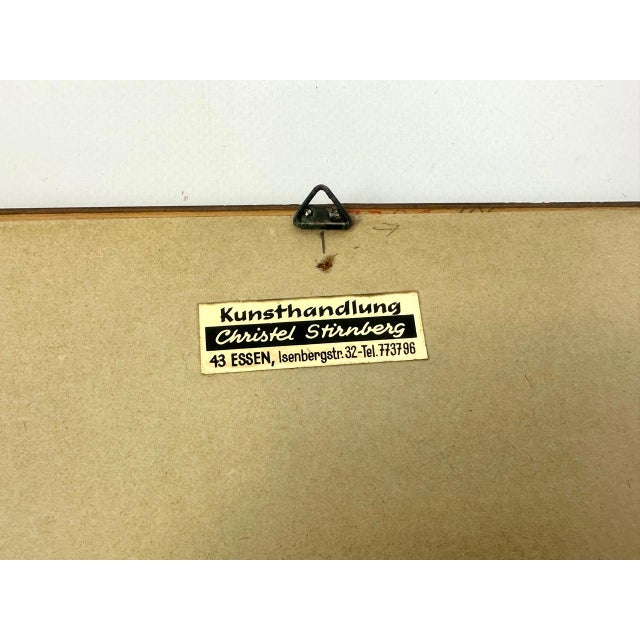 Kunsthandlung
Christel Stirnberg
43 ESSEN, Isenbergstr. 32-Tel. 773796